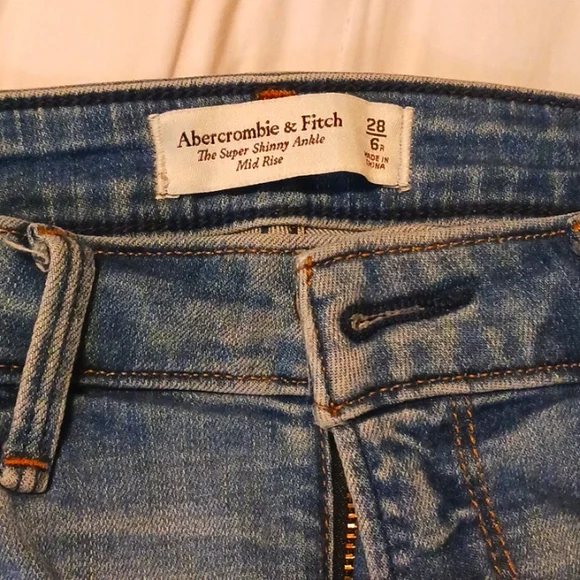 Abercrombie & Fitch
The Super Skinny Ankle
Mid Rise
28
6R
MADE IN
CHINA